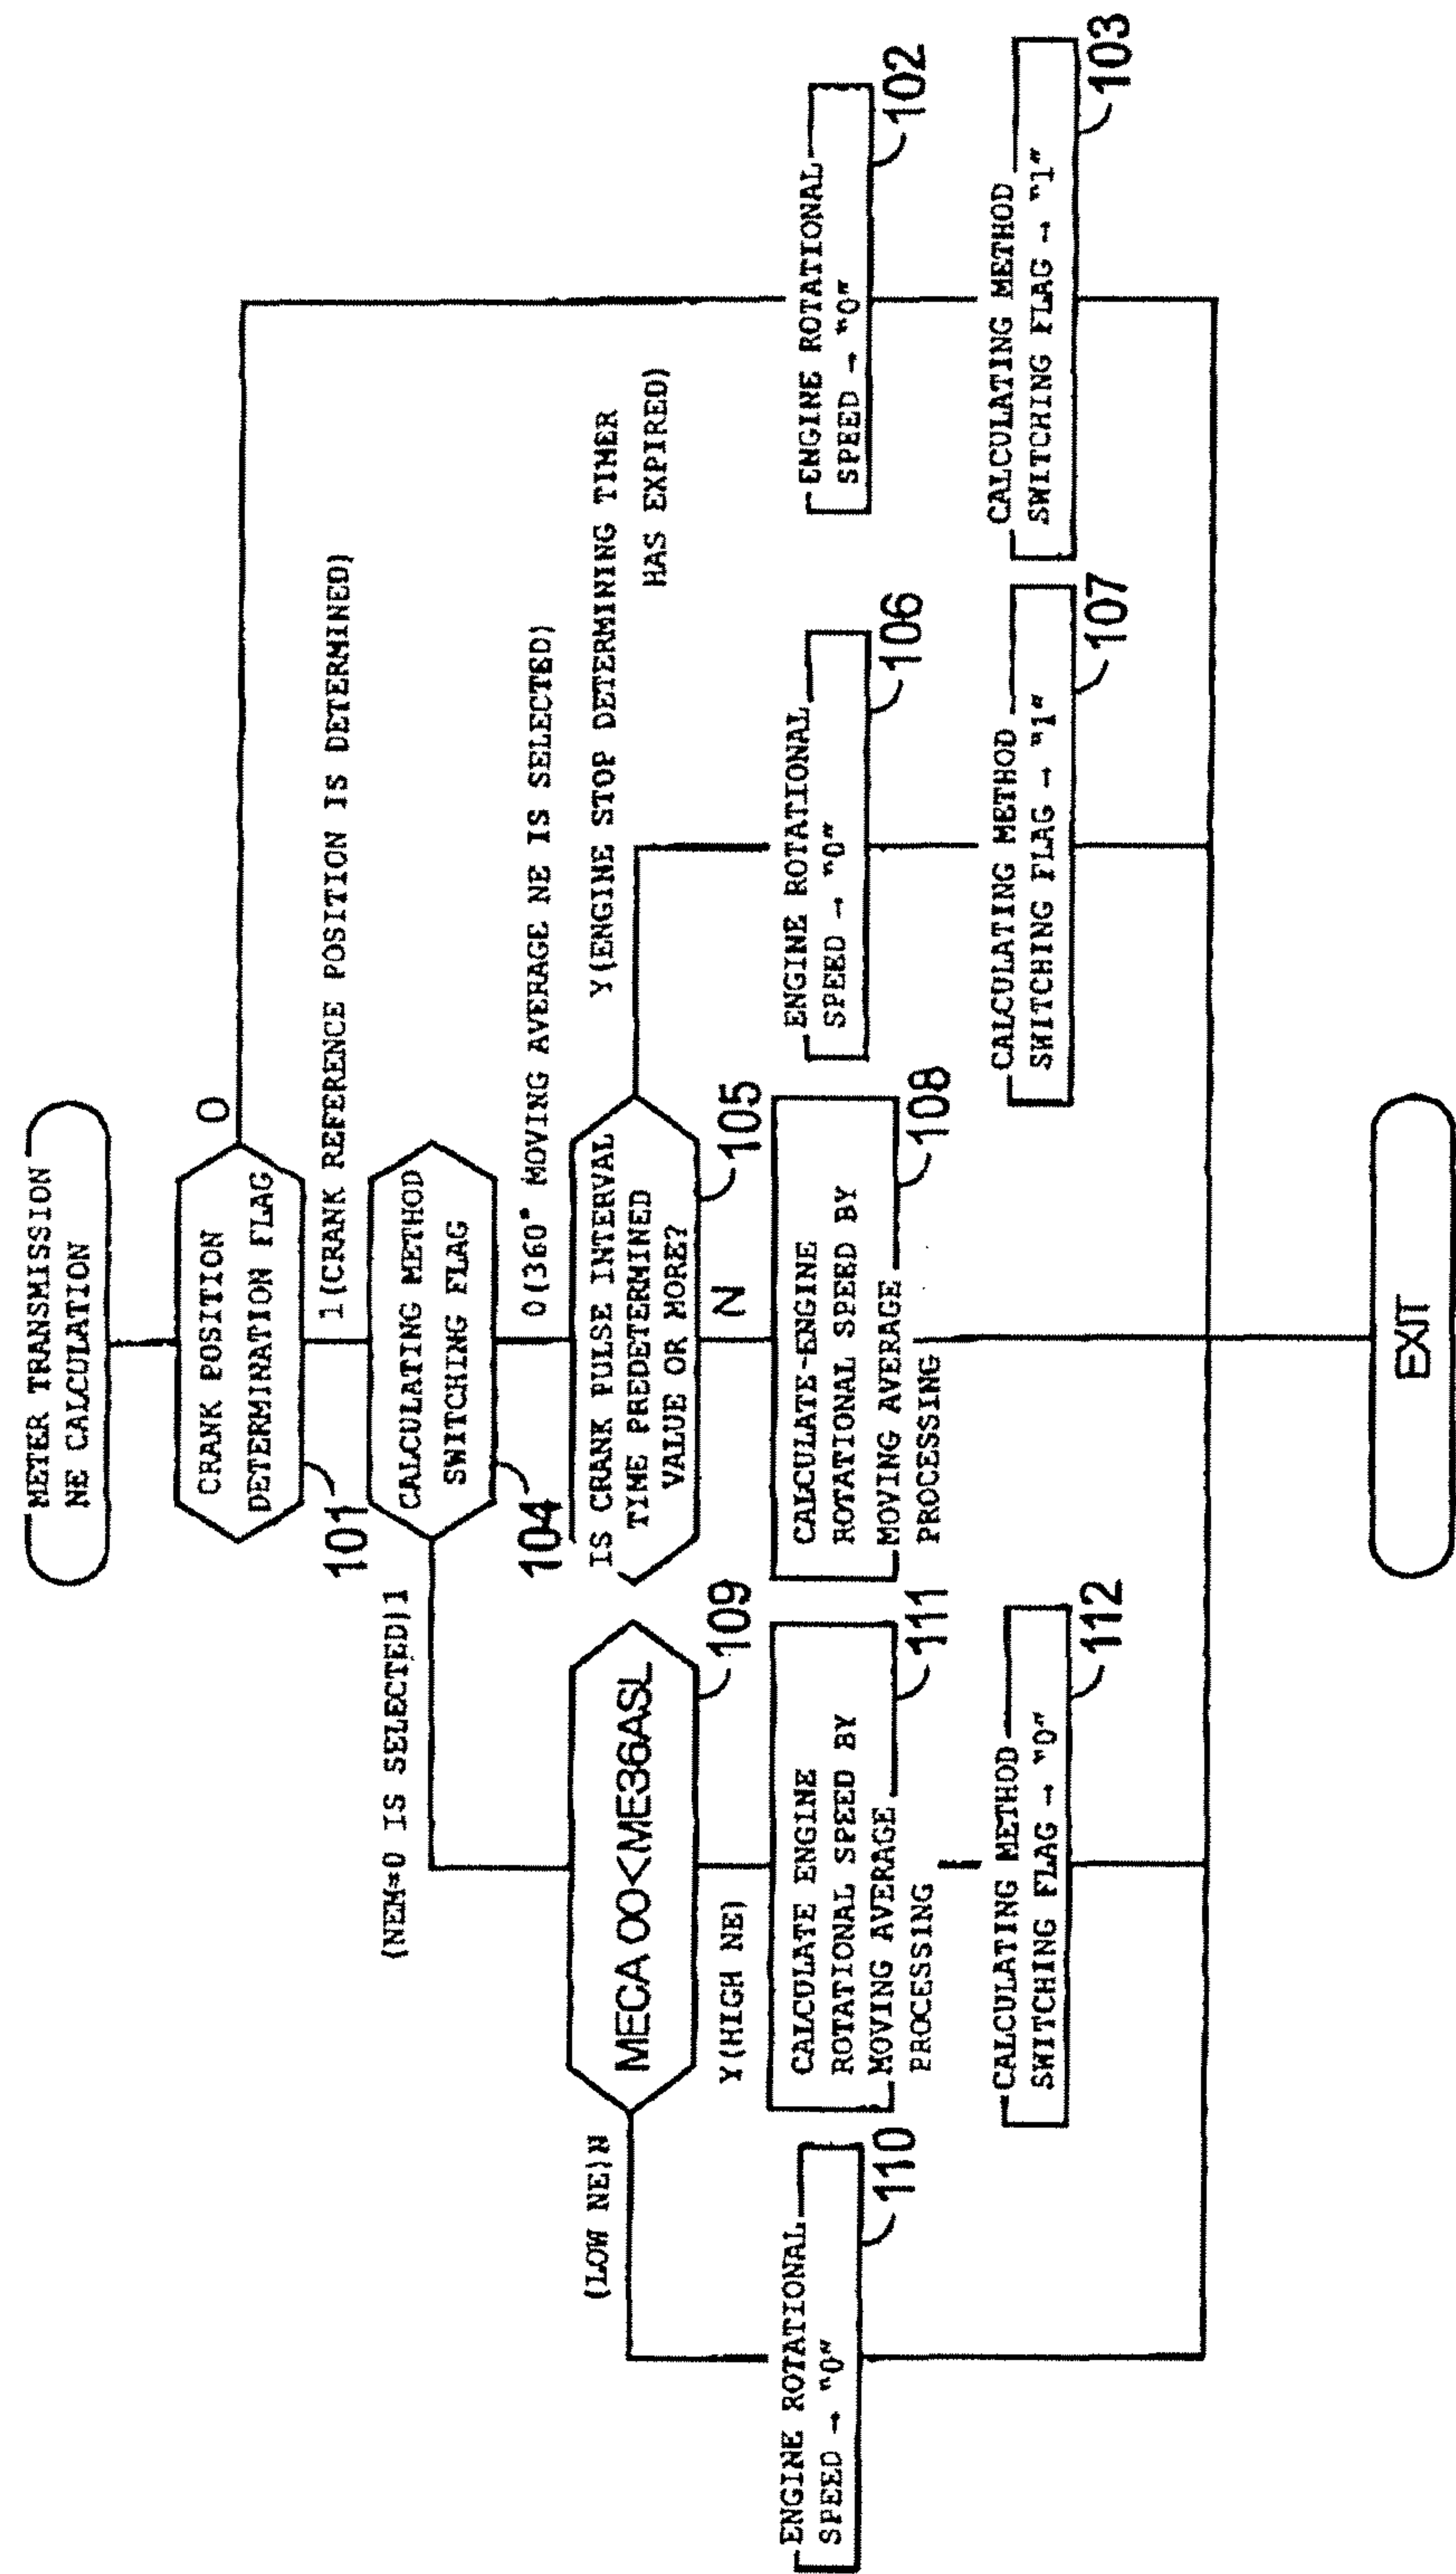 METER TRANSMISSION
NE CALCULATION
CRANK POSITION
DETERMINATION FLAG
101
0
1(CRANK REFERENCE POSITION IS DETERMINED)
CALCULATING METHOD
SWITCHING FLAG
104
(NEM=0 IS SELECTED)1
0(360° MOVING AVERAGE NE IS SELECTED)
IS CRANK PULSE INTERVAL
TIME PREDETERMINED
VALUE OR MORE?
105
Y(ENGINE STOP DETERMINING TIMER
HAS EXPIRED)
N
MECA 00<ME36ASL
109
(LOW NE)N
Y(HIGH NE)
ENGINE ROTATIONAL
SPEED → "0"
110
CALCULATE ENGINE
ROTATIONAL SPEED BY
MOVING AVERAGE
PROCESSING
111
CALCULATE-ENGINE
ROTATIONAL SPEED BY
MOVING AVERAGE
PROCESSING
108
ENGINE ROTATIONAL
SPEED → "0"
106
ENGINE ROTATIONAL
SPEED → "0"
102
CALCULATING METHOD
SWITCHING FLAG → "0"
112
CALCULATING METHOD
SWITCHING FLAG → "1"
107
CALCULATING METHOD
SWITCHING FLAG → "1"
103
EXIT